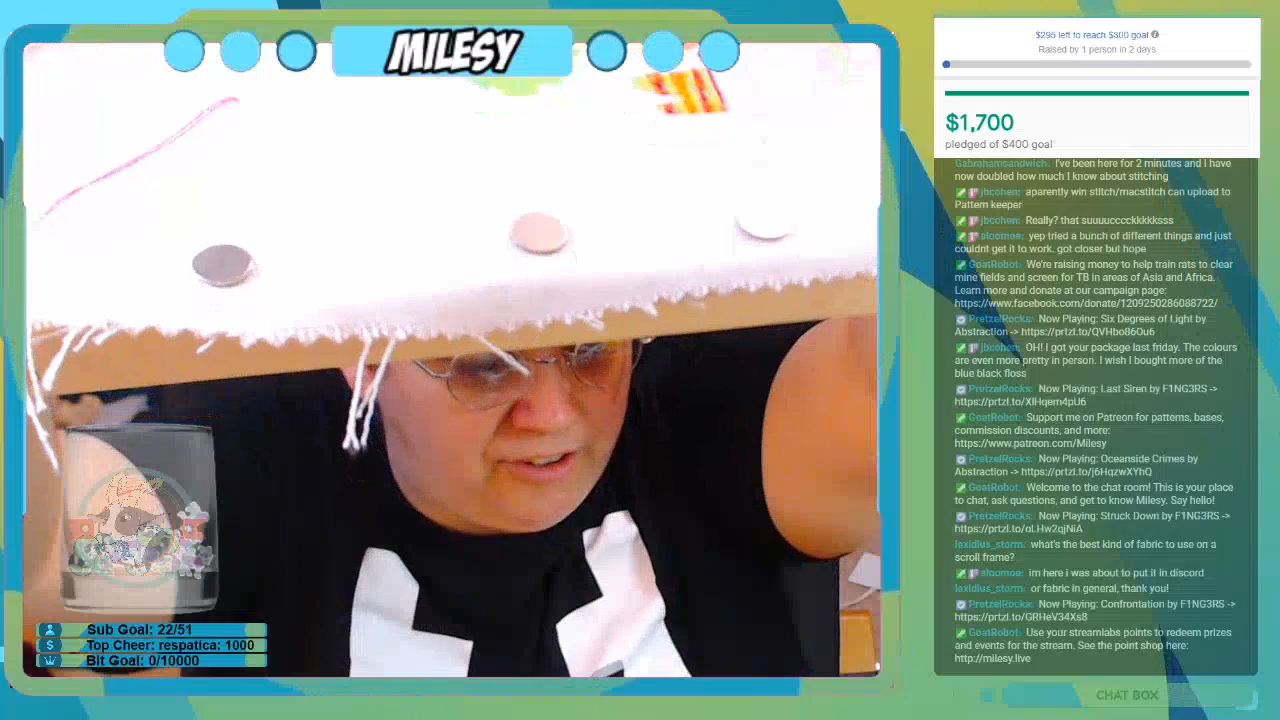 MILESY
$295 left to reach $300 goal
Raised by 1 person in 2 days
$1,700
pledged of $400 goal
Gabrahamsandwich: I've been here for 2 minutes and I have
now doubled how much I know about stitching
jbcohen: aparently win stitch/macstitch can upload to
Pattern keeper
jbcohen: Really? that suuuucccckkkkksss
aloomoe: yep tried a bunch of different things and just
couldnt get it to work. got closer but nope
GoatRobot: We're raising money to help train rats to clear
mine fields and screen for TB in areas of Asia and Africa.
Learn more and donate at our campaign page:
https://www.facebook.com/donate/1209250286088722/
PretzelRocks: Now Playing: Six Degrees of Light by
Abstraction -> https://prtzl.to/QVHbo86Ou6
jbcohen: OH! I got your package last friday. The colours
are even more pretty in person. I wish I bought more of the
blue black floss
PretzelRocks: Now Playing: Last Siren by F1NG3RS ->
https://prtzl.to/XlHqem4pU6
GoatRobot: Support me on Patreon for patterns, bases,
commission discounts, and more:
https://www.patreon.com/Milesy
PretzelRocks: Now Playing: Oceanside Crimes by
Abstraction -> https://prtzl.to/j6HqzwXYhQ
GoatRobot: Welcome to the chat room! This is your place
to chat, ask questions, and get to know Milesy. Say hello!
PretzelRocks: Now Playing: Struck Down by F1NG3RS ->
https://prtzl.to/oLHw2qjNiA
lexidius_storm: what's the best kind of fabric to use on a
scroll frame?
aloomoe: im here i was about to put it in discord
lexidius_storm: or fabric in general, thank you!
PretzelRocks: Now Playing: Confrontation by F1NG3RS ->
https://prtzl.to/GRHeV34Xs8
GoatRobot: Use your streamlabs points to redeem prizes
and events for the stream. See the point shop here:
http://milesy.live
Sub Goal: 22/51
Top Cheer: respatica: 1000
Bit Goal: 0/10000
CHAT BOX